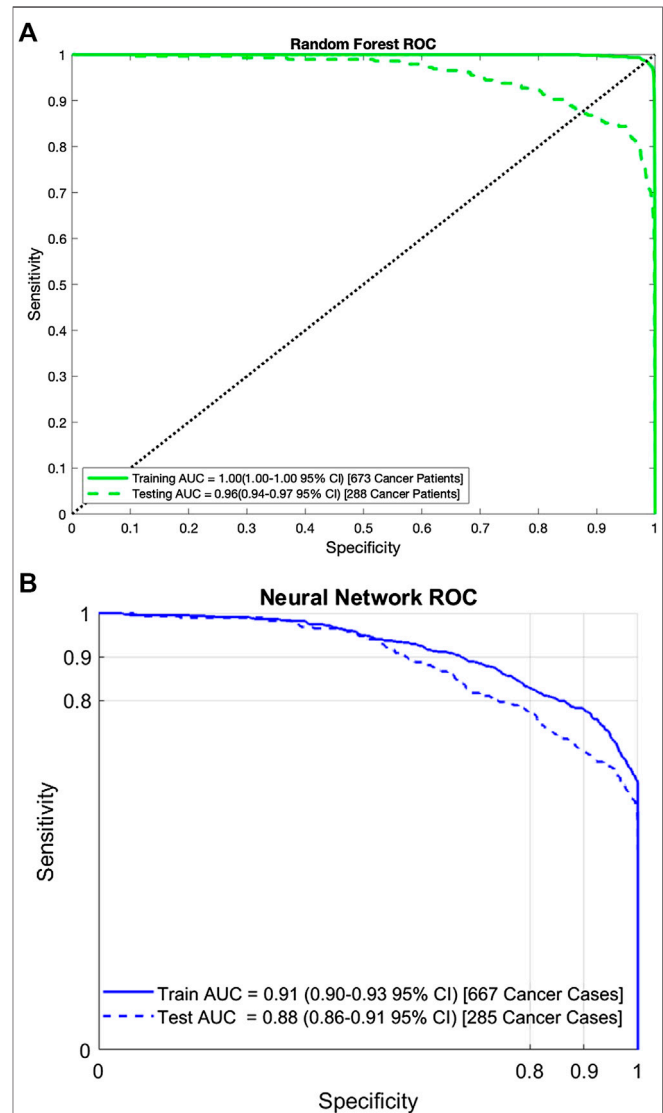 A
Random Forest ROC
1
0.9
0.8
0.7
0.6
0.5
0.4
0.3
0.2
0.1
0
Sensitivity
Training AUC = 1.00(1.00-1.00 95% CI) [673 Cancer Patients]
Testing AUC = 0.96(0.94-0.97 95% CI) [288 Cancer Patients]
0 0.1 0.2 0.3 0.4 0.5 0.6 0.7 0.8 0.9 1
Specificity
B
Neural Network ROC
1
0.9
0.8
0
Sensitivity
Train AUC = 0.91 (0.90-0.93 95% CI) [667 Cancer Cases]
Test AUC = 0.88 (0.86-0.91 95% CI) [285 Cancer Cases]
0 0.8 0.9 1
Specificity